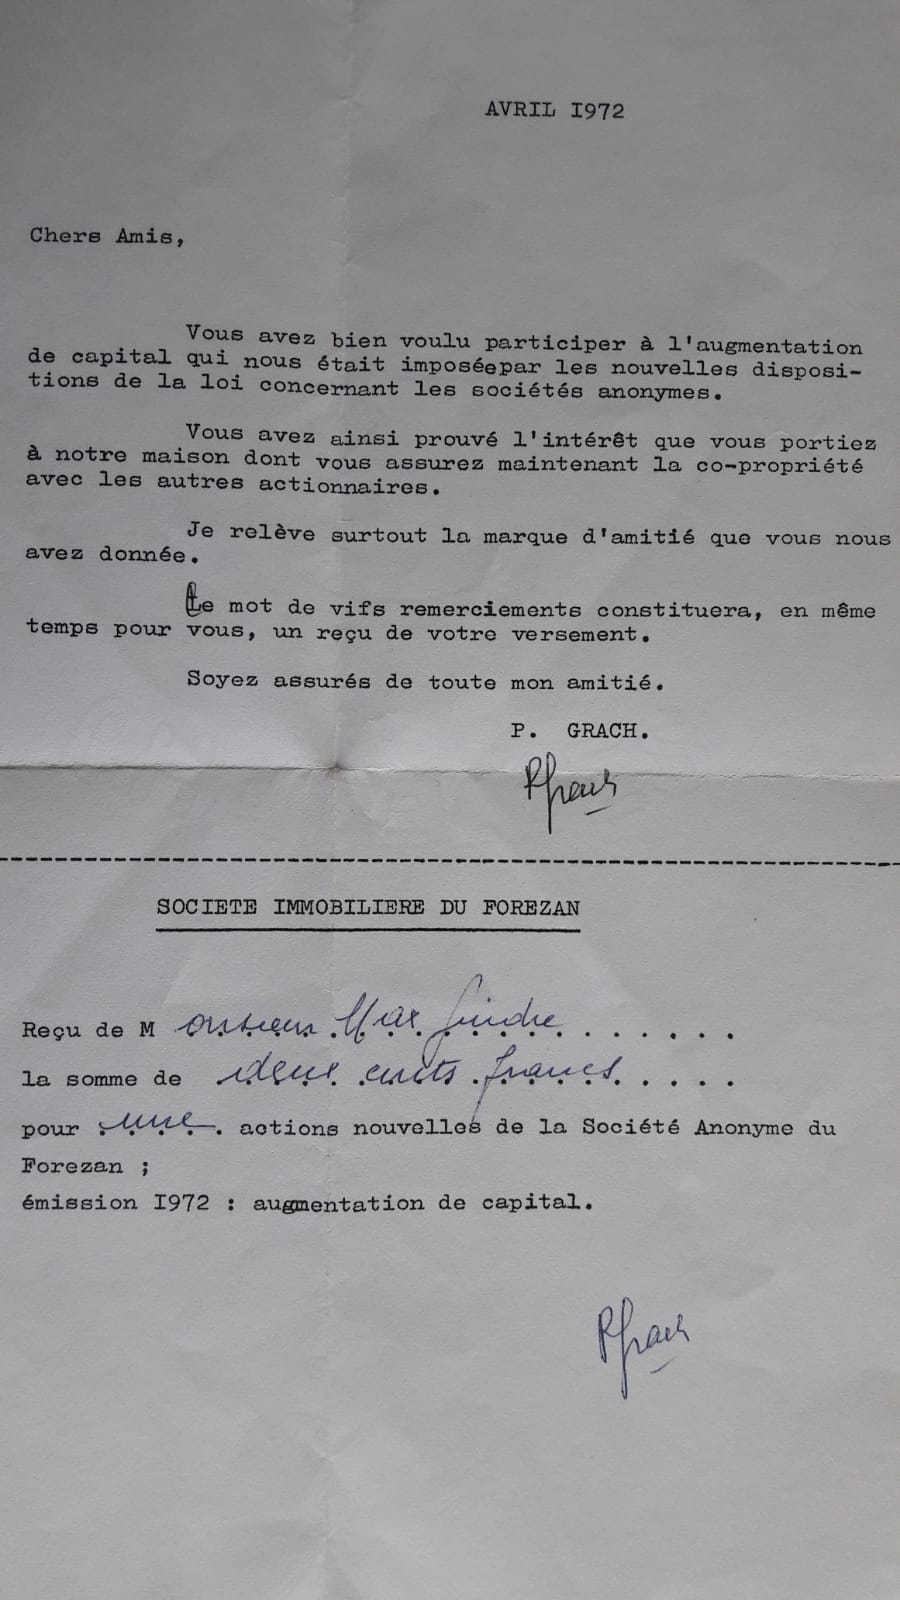 AVRIL I972
Chers Amis,
Vous avez bien voulu participer à l'augmentation
de capital qui nous était imposéepar les nouvelles disposi-
tions de la loi concernant les sociétés anonymes.
Vous avez ainsi prouvé l'intérêt que vous portiez
à notre maison dont vous assurez maintenant la co-propriété
avec les autres actionnaires.
Je relève surtout la marque d'amitié que vous nous
avez donnée.
Le mot de vifs remerciements constituera, en même
temps pour vous, un reçu de votre versement.
Soyez assurés de toute mon amitié.
P. GRACH.
PGrach
SOCIETE IMMOBILIERE DU FOREZAN
Reçu de M onsieur Max Gindre . . . . . . .
la somme de deux cents francs . . . . .
pour une . actions nouvelles de la Société Anonyme du
Forezan ;
émission I972 : augmentation de capital.
PGrach